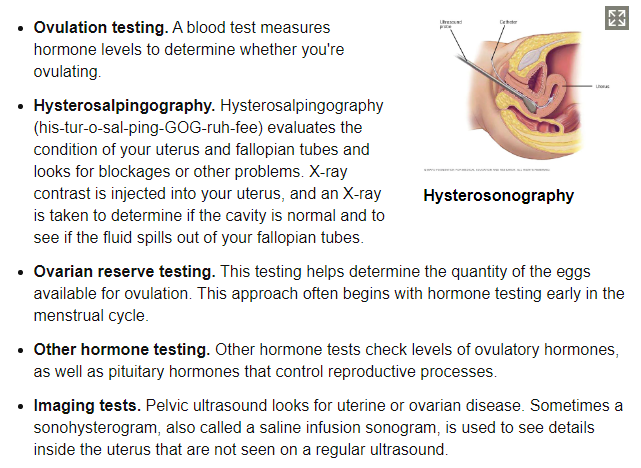 Ovulation testing. A blood test measures
hormone levels to determine whether you're
ovulating.
Hysterosalpingography. Hysterosalpingography
(his-tur-o-sal-ping-GOG-ruh-fee) evaluates the
condition of your uterus and fallopian tubes and
looks for blockages or other problems. X-ray
contrast is injected into your uterus, and an X-ray
is taken to determine if the cavity is normal and to
see if the fluid spills out of your fallopian tubes.
Ultrasound
probe
Catheter
Uterus
Hysterosonography
Ovarian reserve testing. This testing helps determine the quantity of the eggs
available for ovulation. This approach often begins with hormone testing early in the
menstrual cycle.
Other hormone testing. Other hormone tests check levels of ovulatory hormones,
as well as pituitary hormones that control reproductive processes.
Imaging tests. Pelvic ultrasound looks for uterine or ovarian disease. Sometimes a
sonohysterogram, also called a saline infusion sonogram, is used to see details
inside the uterus that are not seen on a regular ultrasound.